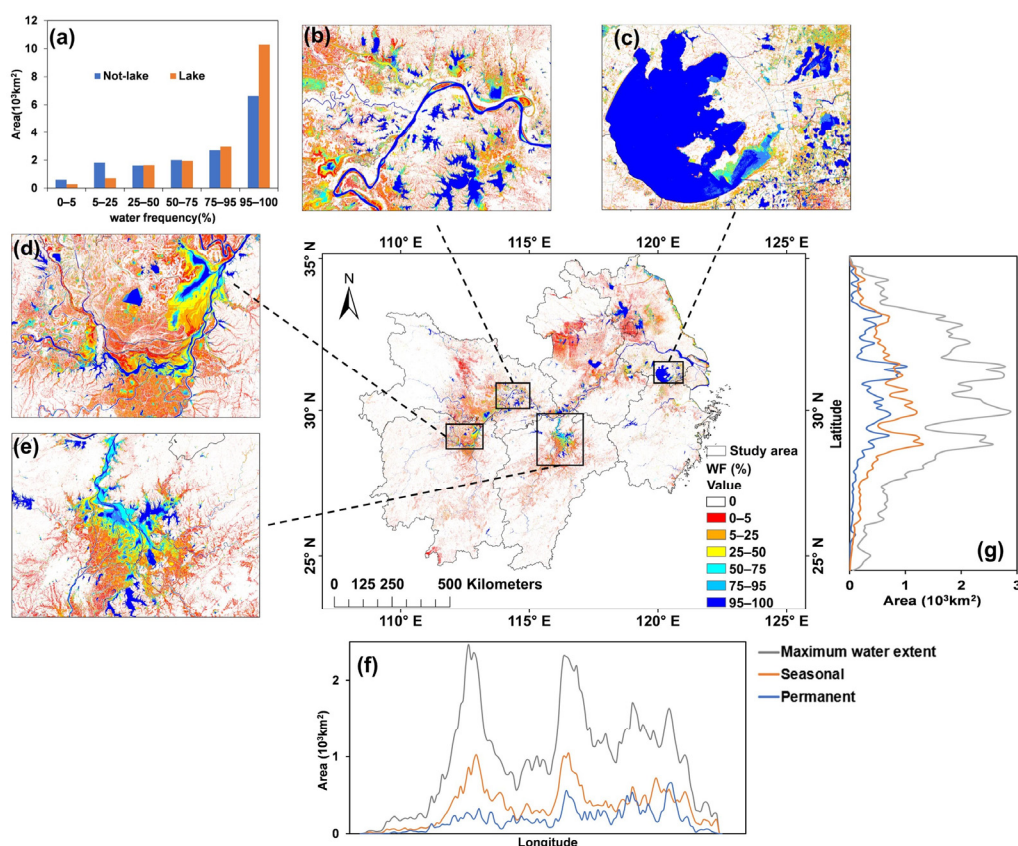 (a)
12
10
8
6
4
2
0
Area(10³km²)
Not-lake
Lake
0–5
5–25
25–50
50–75
75–95
95–100
water frequency(%)
(b)
(c)
(d)
(e)
110° E
115° E
120° E
125° E
35° N
30° N
25° N
N
35° N
30° N
25° N
Study area
WF (%)
Value
0
0–5
5–25
25–50
50–75
75–95
95–100
0 125 250 500 Kilometers
110° E
115° E
120° E
125° E
Latitude
(g)
0
1
2
3
Area (10³km²)
(f)
2
1
0
Area (10³km²)
Longitude
Maximum water extent
Seasonal
Permanent